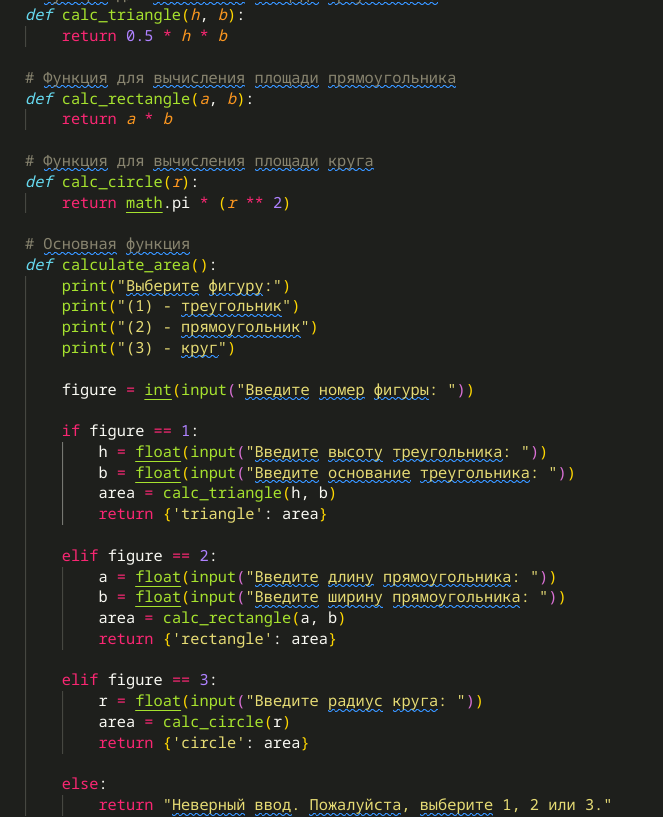 def calc_triangle(h, b):
    return 0.5 * h * b

# Функция для вычисления площади прямоугольника
def calc_rectangle(a, b):
    return a * b

# Функция для вычисления площади круга
def calc_circle(r):
    return math.pi * (r ** 2)

# Основная функция
def calculate_area():
    print("Выберите фигуру:")
    print("(1) - треугольник")
    print("(2) - прямоугольник")
    print("(3) - круг")

    figure = int(input("Введите номер фигуры: "))

    if figure == 1:
        h = float(input("Введите высоту треугольника: "))
        b = float(input("Введите основание треугольника: "))
        area = calc_triangle(h, b)
        return {'triangle': area}

    elif figure == 2:
        a = float(input("Введите длину прямоугольника: "))
        b = float(input("Введите ширину прямоугольника: "))
        area = calc_rectangle(a, b)
        return {'rectangle': area}

    elif figure == 3:
        r = float(input("Введите радиус круга: "))
        area = calc_circle(r)
        return {'circle': area}

    else:
        return "Неверный ввод. Пожалуйста, выберите 1, 2 или 3."